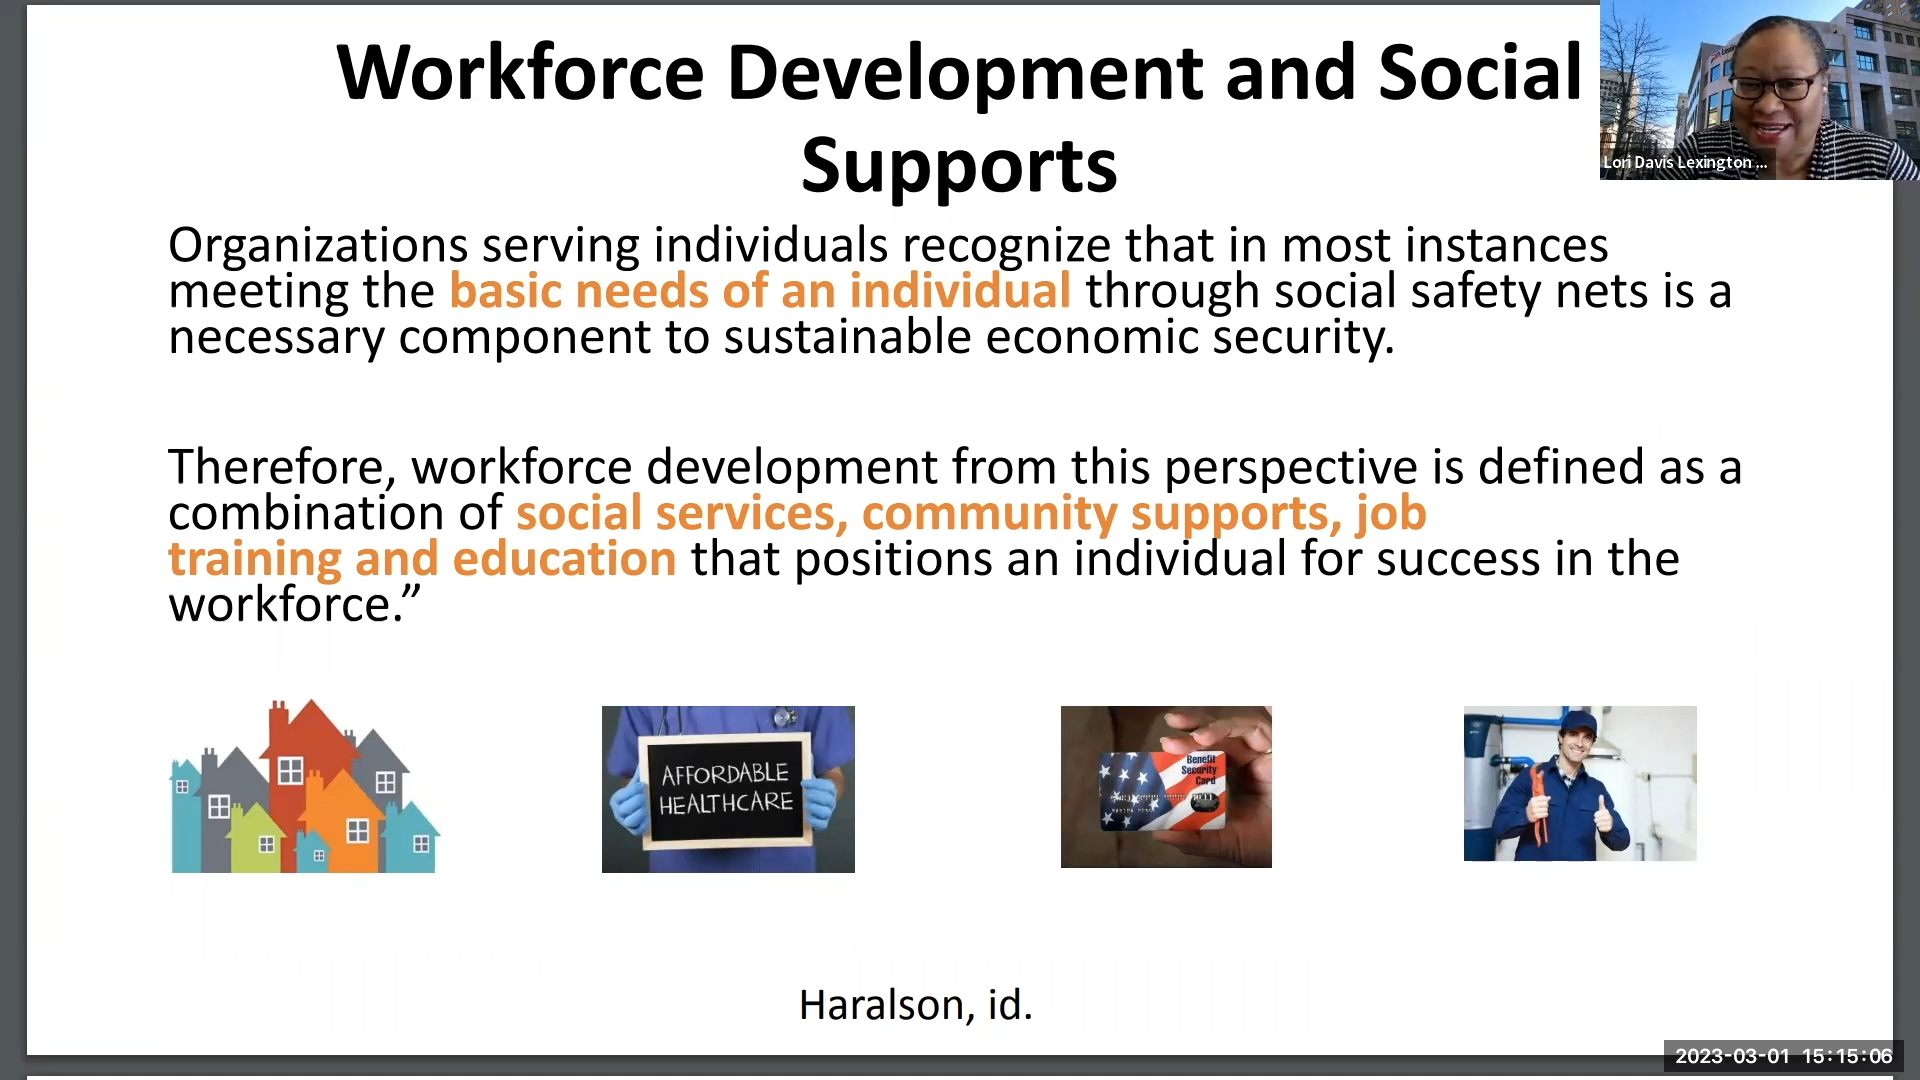 Workforce Development and Social
Supports
Lori Davis Lexington ...
Organizations serving individuals recognize that in most instances
meeting the basic needs of an individual through social safety nets is a
necessary component to sustainable economic security.
Therefore, workforce development from this perspective is defined as a
combination of social services, community supports, job
training and education that positions an individual for success in the
workforce.”
AFFORDABLE
HEALTHCARE
Benefit
Security
Card
Haralson, id.
2023-03-01 15:15:06